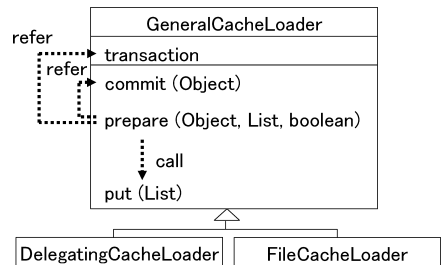 GeneralCacheLoader
refer
transaction
refer
commit (Object)
prepare (Object, List, boolean)
call
put (List)
DelegatingCacheLoader
FileCacheLoader